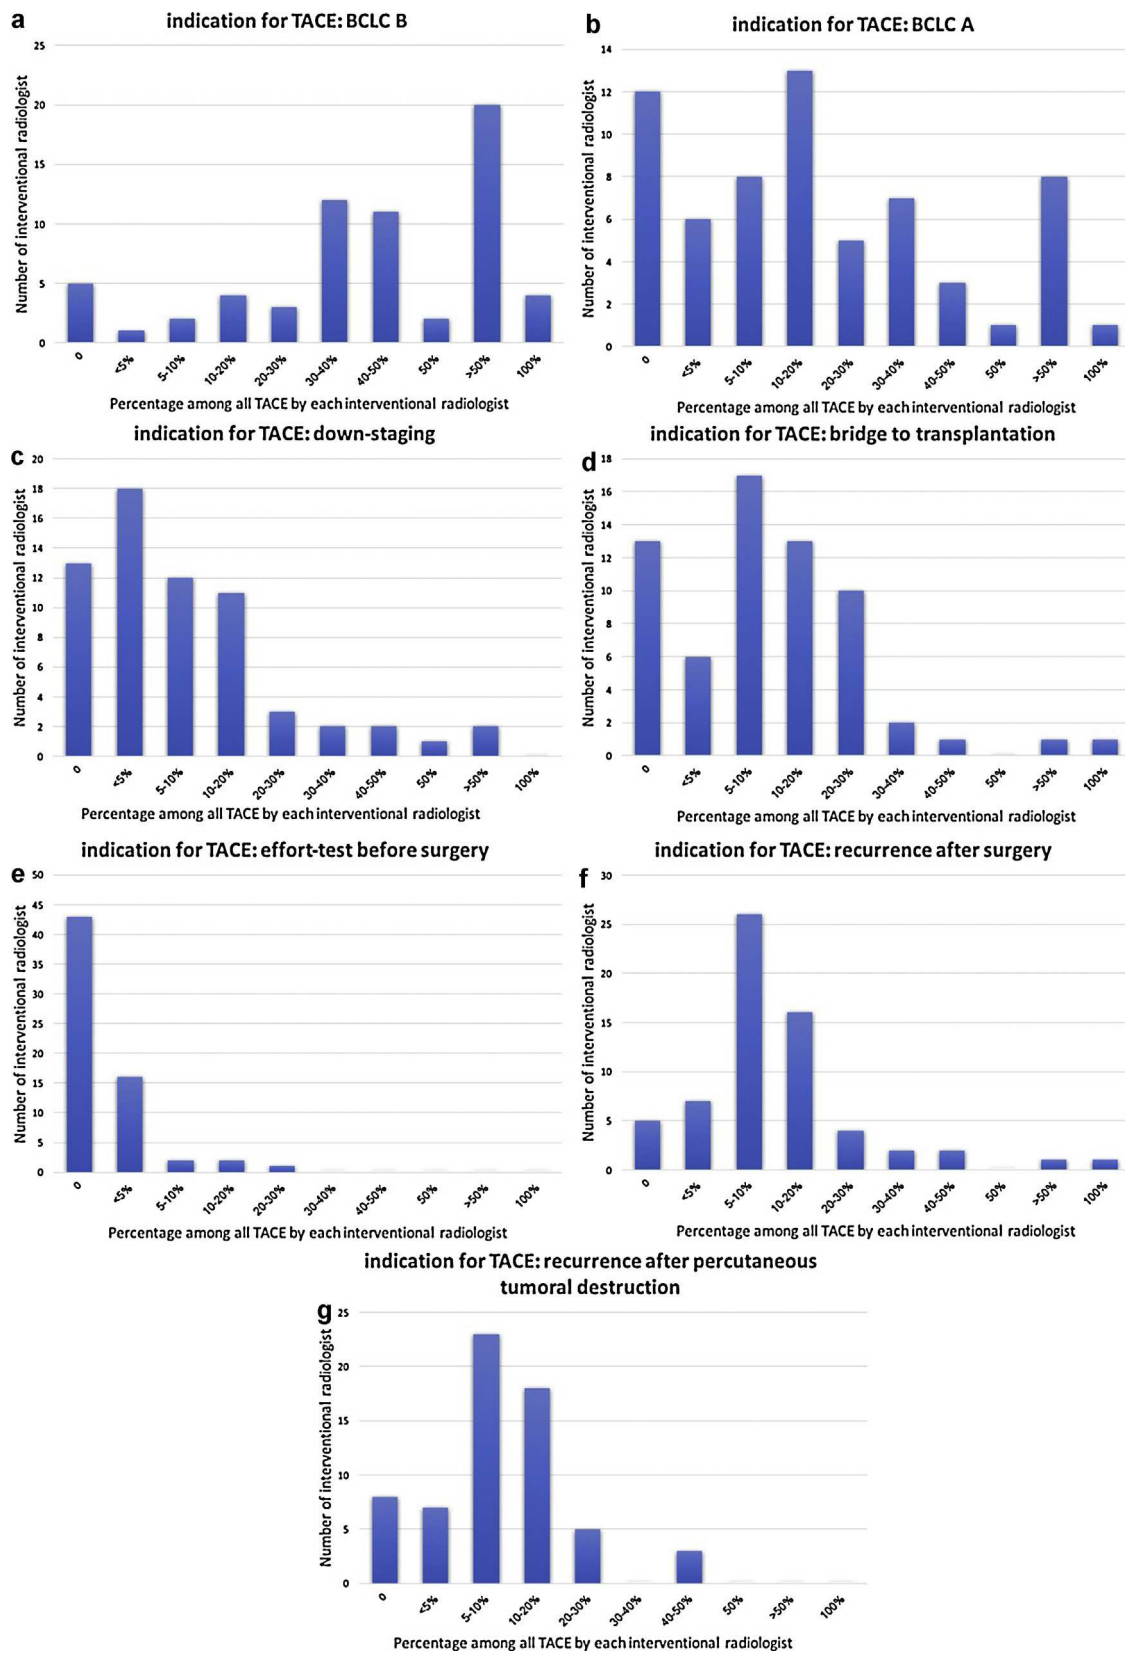 a
indication for TACE: BCLC B
Number of interventional radiologist
25
20
15
10
5
0
0 <5% 5-10% 10-20% 20-30% 30-40% 40-50% 50% >50% 100%
Percentage among all TACE by each interventional radiologist
b
indication for TACE: BCLC A
Number of interventional radiologist
14
12
10
8
6
4
2
0
0 <5% 5-10% 10-20% 20-30% 30-40% 40-50% 50% >50% 100%
Percentage among all TACE by each interventional radiologist
c
indication for TACE: down-staging
Number of interventional radiologist
20
18
16
14
12
10
8
6
4
2
0
0 <5% 5-10% 10-20% 20-30% 30-40% 40-50% 50% >50% 100%
Percentage among all TACE by each interventional radiologist
d
indication for TACE: bridge to transplantation
Number of interventional radiologist
18
16
14
12
10
8
6
4
2
0
0 <5% 5-10% 10-20% 20-30% 30-40% 40-50% 50% >50% 100%
Percentage among all TACE by each interventional radiologist
e
indication for TACE: effort-test before surgery
Number of interventional radiologist
50
45
40
35
30
25
20
15
10
5
0
0 <5% 5-10% 10-20% 20-30% 30-40% 40-50% 50% >50% 100%
Percentage among all TACE by each interventional radiologist
f
indication for TACE: recurrence after surgery
Number of interventional radiologist
30
25
20
15
10
5
0
0 <5% 5-10% 10-20% 20-30% 30-40% 40-50% 50% >50% 100%
Percentage among all TACE by each interventional radiologist
g
indication for TACE: recurrence after percutaneous
tumoral destruction
Number of interventional radiologist
25
20
15
10
5
0
0 <5% 5-10% 10-20% 20-30% 30-40% 40-50% 50% >50% 100%
Percentage among all TACE by each interventional radiologist